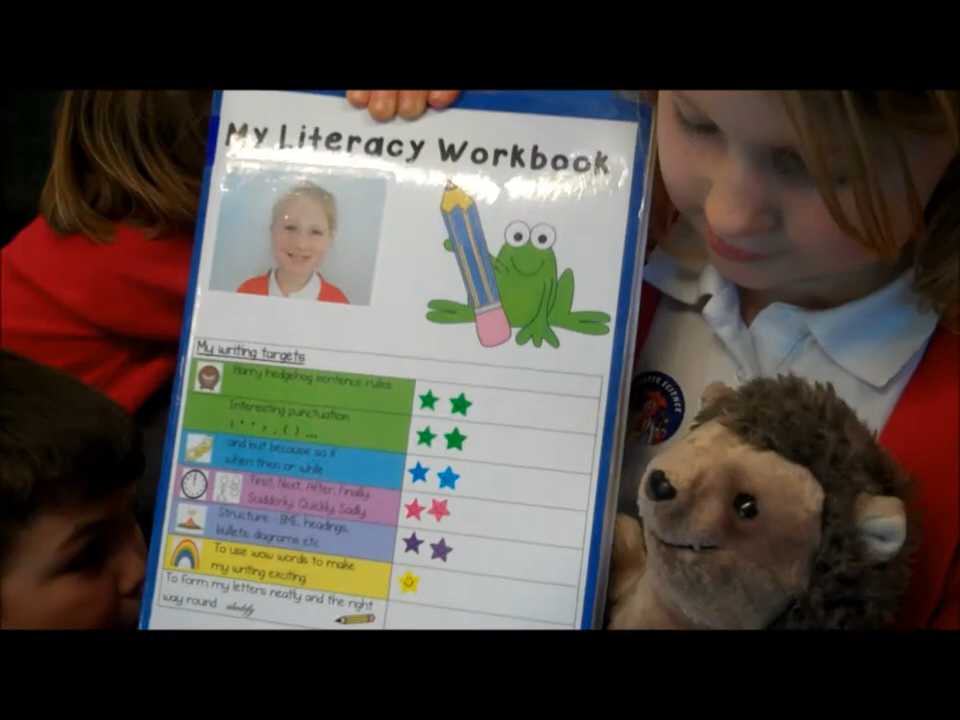 My Literacy Workbook
My writing targets
Harry hedgehog sentence rules
Interesting punctuation
and but because so if
when then or while
First, Next, After, Finally
Suddenly, Quickly, Sadly
Structure - BME, headings,
bullets, diagrams etc
To use wow words to make
my writing exciting
To form my letters neatly and the right
way round
SUPER SCIENCE